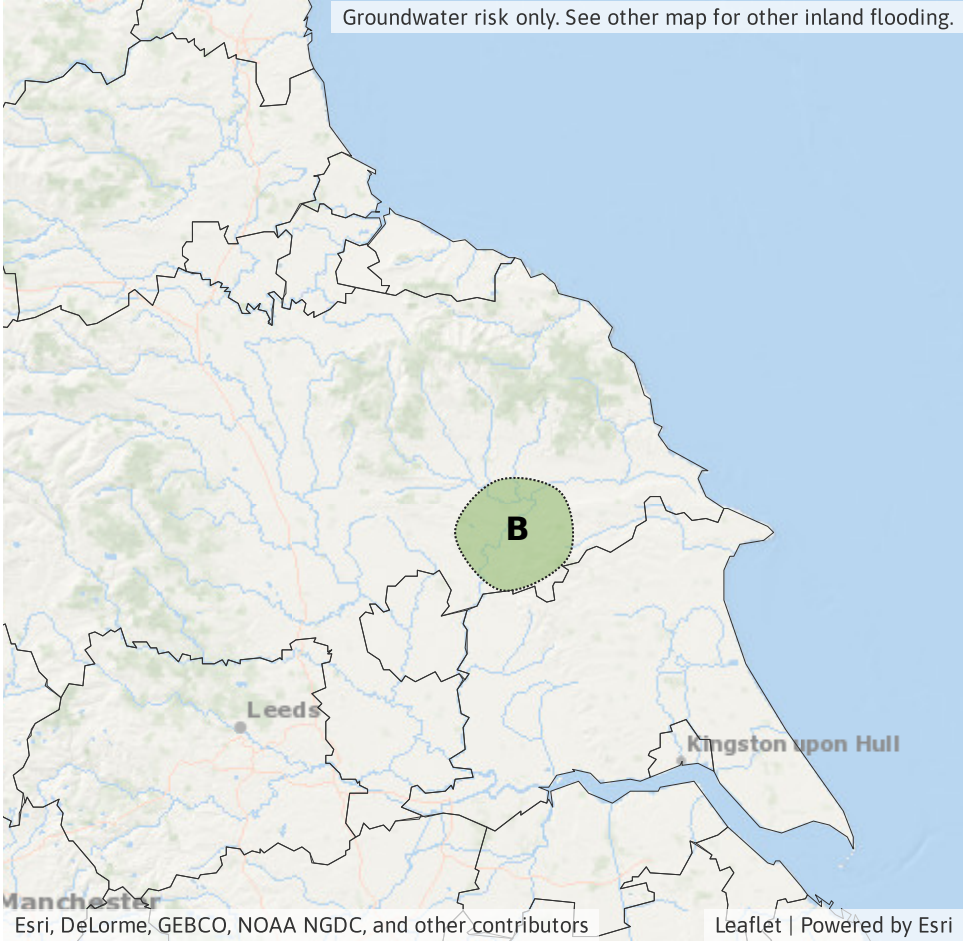 Groundwater risk only. See other map for other inland flooding.
B
Leeds
Kingston upon Hull
Manchester
Esri, DeLorme, GEBCO, NOAA NGDC, and other contributors
Leaflet | Powered by Esri